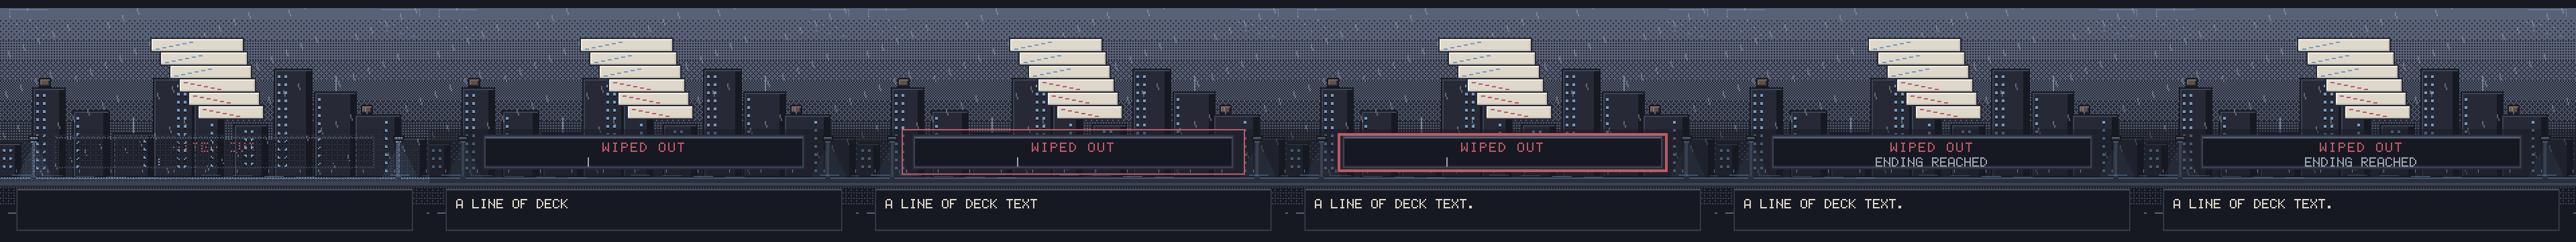 WIPED OUT
WIPED OUT
WIPED OUT
WIPED OUT
ENDING REACHED
WIPED OUT
ENDING REACHED
A LINE OF DECK
A LINE OF DECK TEXT
A LINE OF DECK TEXT.
A LINE OF DECK TEXT.
A LINE OF DECK TEXT.